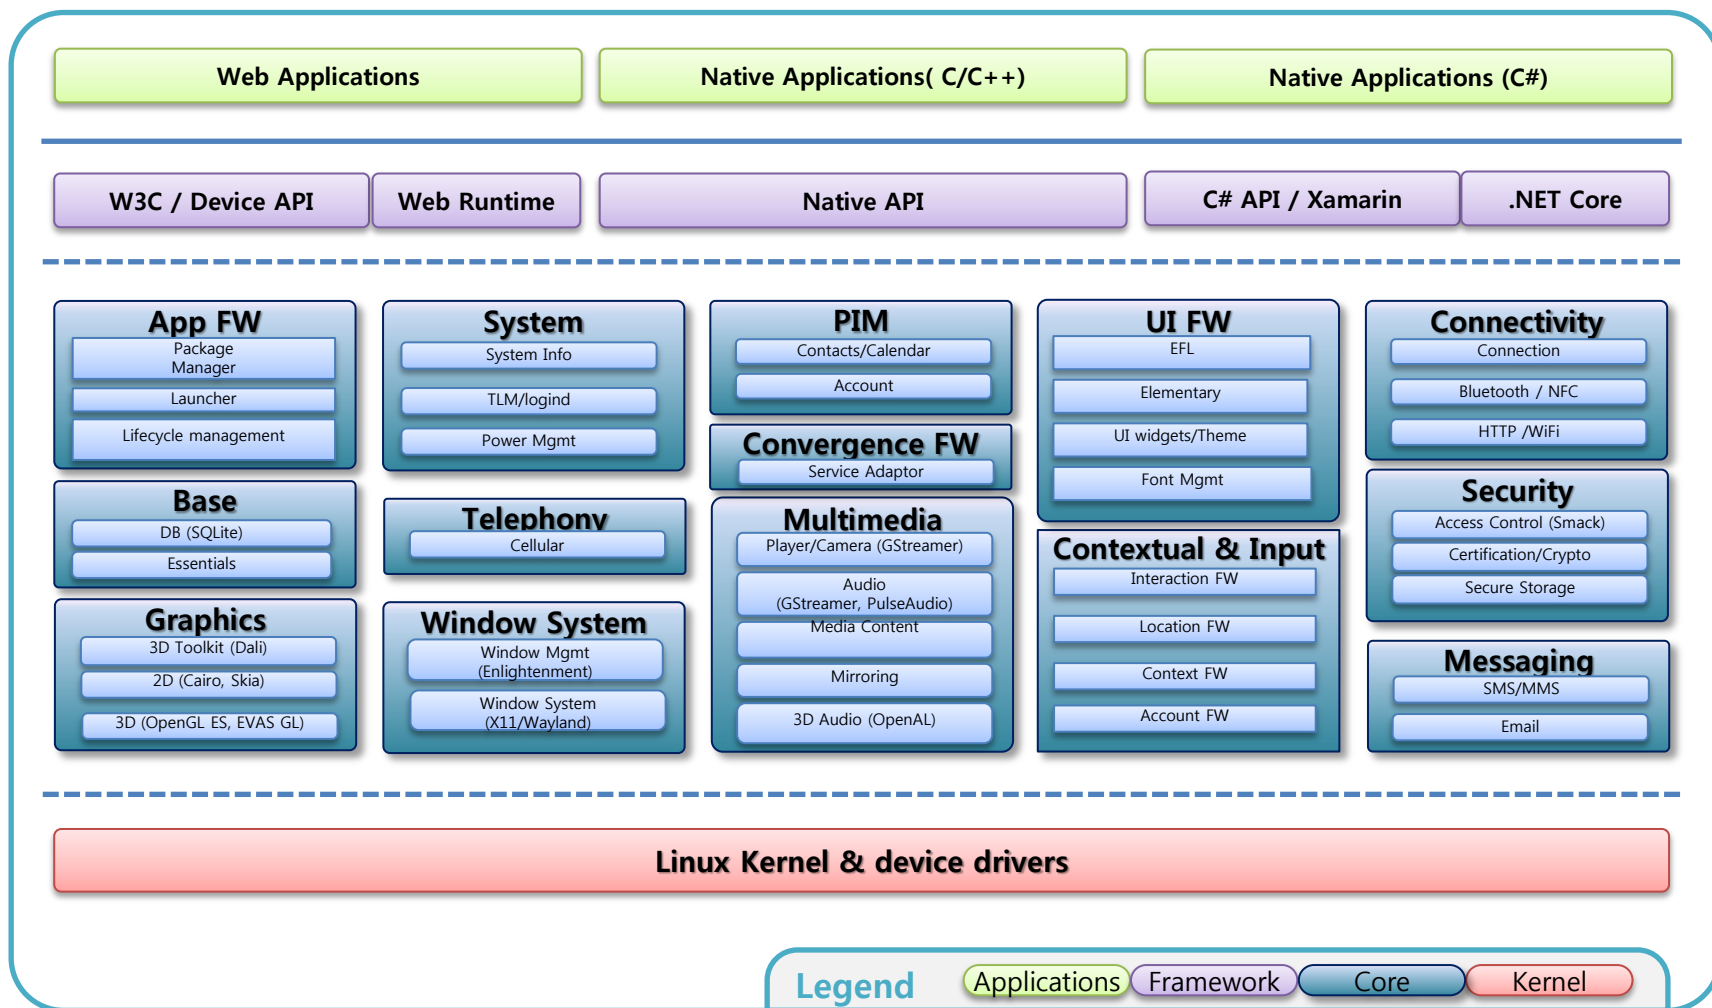 Web Applications
Native Applications( C/C++)
Native Applications (C#)
W3C / Device API
Web Runtime
Native API
C# API / Xamarin
.NET Core
App FW
Package
Manager
Launcher
Lifecycle management
Base
DB (SQLite)
Essentials
Graphics
3D Toolkit (Dali)
2D (Cairo, Skia)
3D (OpenGL ES, EVAS GL)
System
System Info
TLM/logind
Power Mgmt
Telephony
Cellular
Window System
Window Mgmt
(Enlightenment)
Window System
(X11/Wayland)
PIM
Contacts/Calendar
Account
Convergence FW
Service Adaptor
Multimedia
Player/Camera (GStreamer)
Audio
(GStreamer, PulseAudio)
Media Content
Mirroring
3D Audio (OpenAL)
UI FW
EFL
Elementary
UI widgets/Theme
Font Mgmt
Contextual & Input
Interaction FW
Location FW
Context FW
Account FW
Connectivity
Connection
Bluetooth / NFC
HTTP /WiFi
Security
Access Control (Smack)
Certification/Crypto
Secure Storage
Messaging
SMS/MMS
Email
Linux Kernel & device drivers
Legend
Applications
Framework
Core
Kernel